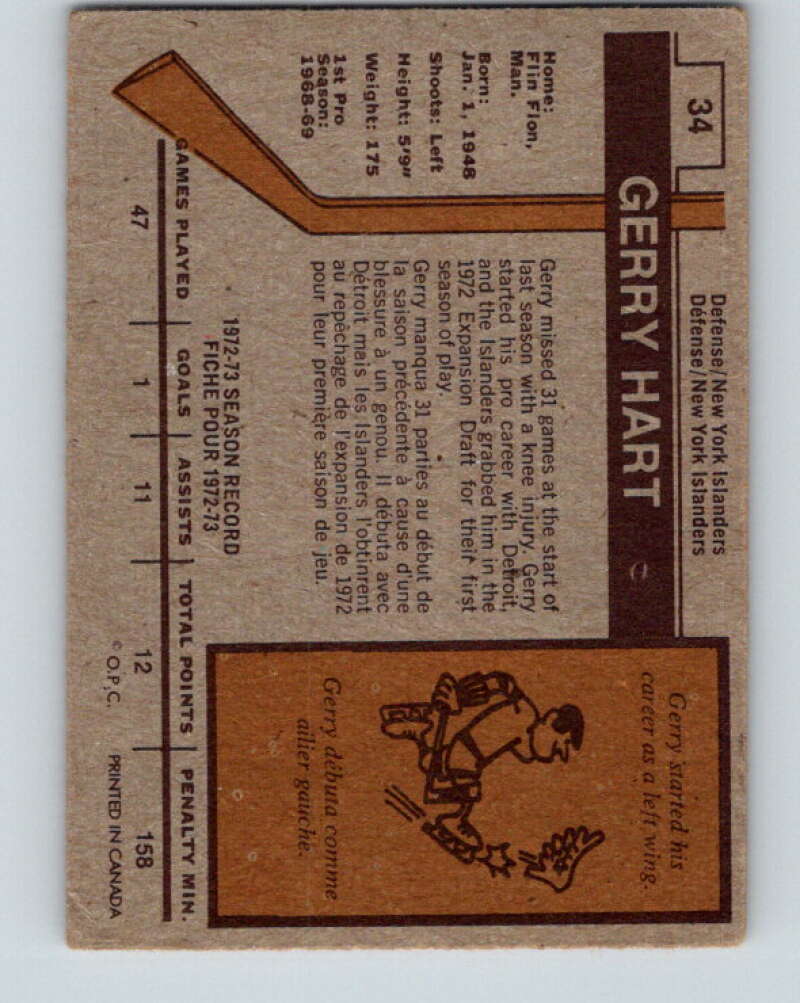 34
Defense/New York Islanders
Défense/New York Islanders
GERRY HART
Home:
Flin Flon,
Man.
Born:
Jan. 1, 1948
Shoots: Left
Height: 5'9"
Weight: 175
1st Pro
Season:
1968-69
Gerry missed 31 games at the start of
last season with a knee injury. Gerry
started his pro career with Detroit,
and the Islanders grabbed him in the
1972 Expansion Draft for their first
season of play.
Gerry manqua 31 parties au début de
la saison précédente à cause d'une
blessure à un genou. Il débuta avec
Détroit mais les Islanders l'obtinrent
au repêchage de l'expansion de 1972
pour leur première saison de jeu.
Gerry started his
career as a left wing.
Gerry débuta comme
ailier gauche.
1972-73 SEASON RECORD
FICHE POUR 1972-73
GAMES PLAYED GOALS ASSISTS TOTAL POINTS PENALTY MIN.
47 1 11 12 158
© O.P.C. PRINTED IN CANADA